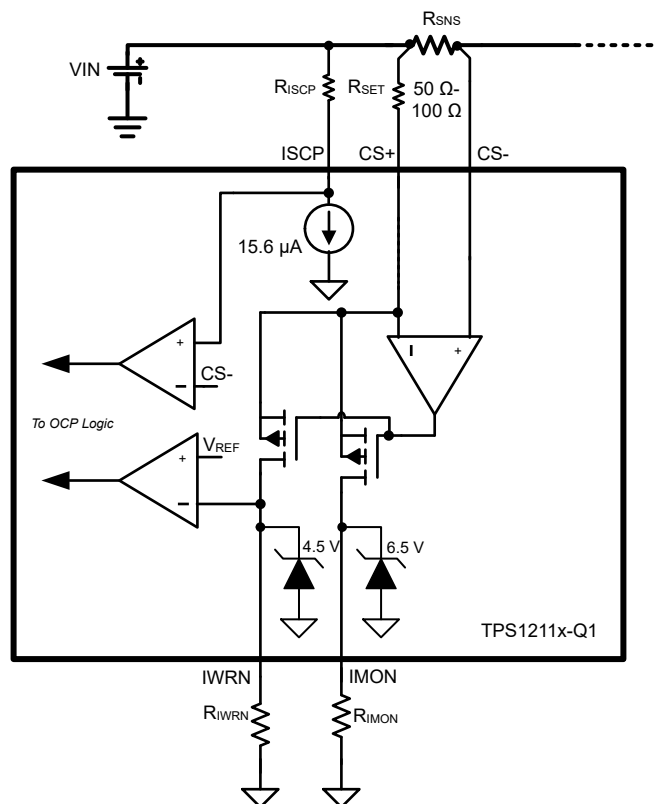 RSNS
VIN
+
RISCP
RSET
50 Ω-
100 Ω
ISCP
CS+
CS-
15.6 µA
+
−
CS-
I
+
To OCP Logic
VREF
+
−
4.5 V
6.5 V
TPS1211x-Q1
IWRN
IMON
RIWRN
RIMON